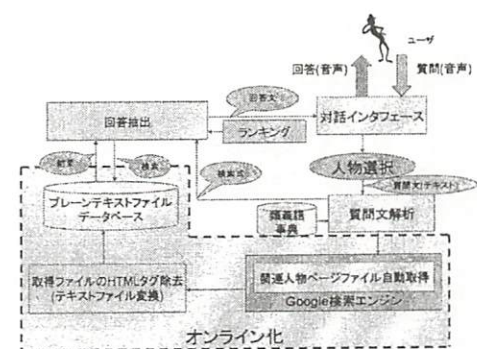 ユーザ
回答(音声)
質問(音声)
回答文
回答抽出
ランキング
対話インタフェース
検索
検索式
人物選択
質問文(テキスト)
プレーンテキストファイル
データベース
類義語
事典
質問文解析
取得ファイルのHTMLタグ除去
(テキストファイル変換)
関連人物ページファイル自動取得
Google検索エンジン
オンライン化